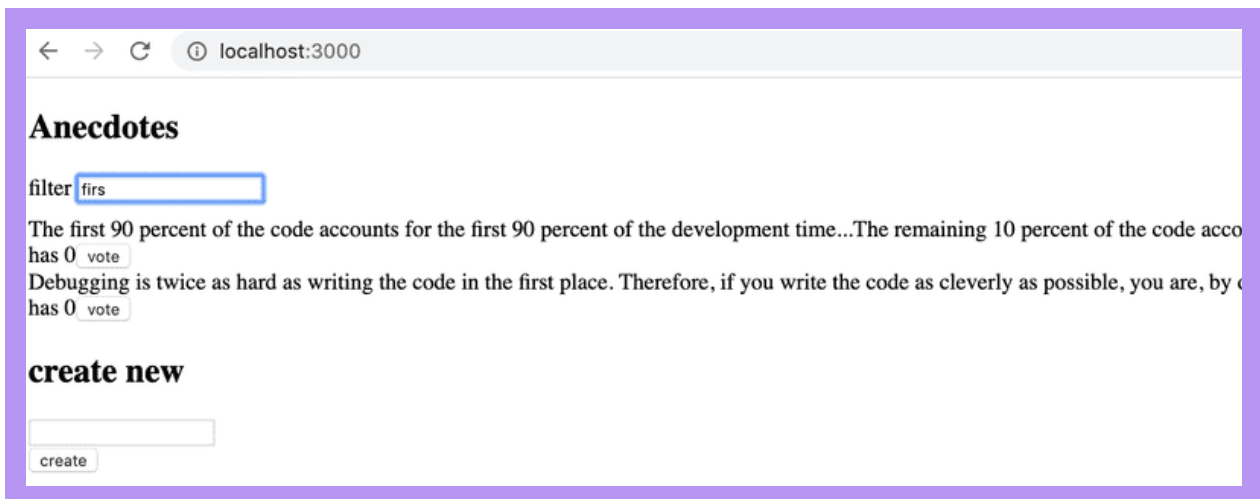 localhost:3000
Anecdotes
filter firs
The first 90 percent of the code accounts for the first 90 percent of the development time...The remaining 10 percent of the code acco
has 0 vote
Debugging is twice as hard as writing the code in the first place. Therefore, if you write the code as cleverly as possible, you are, by
has 0 vote
create new
create